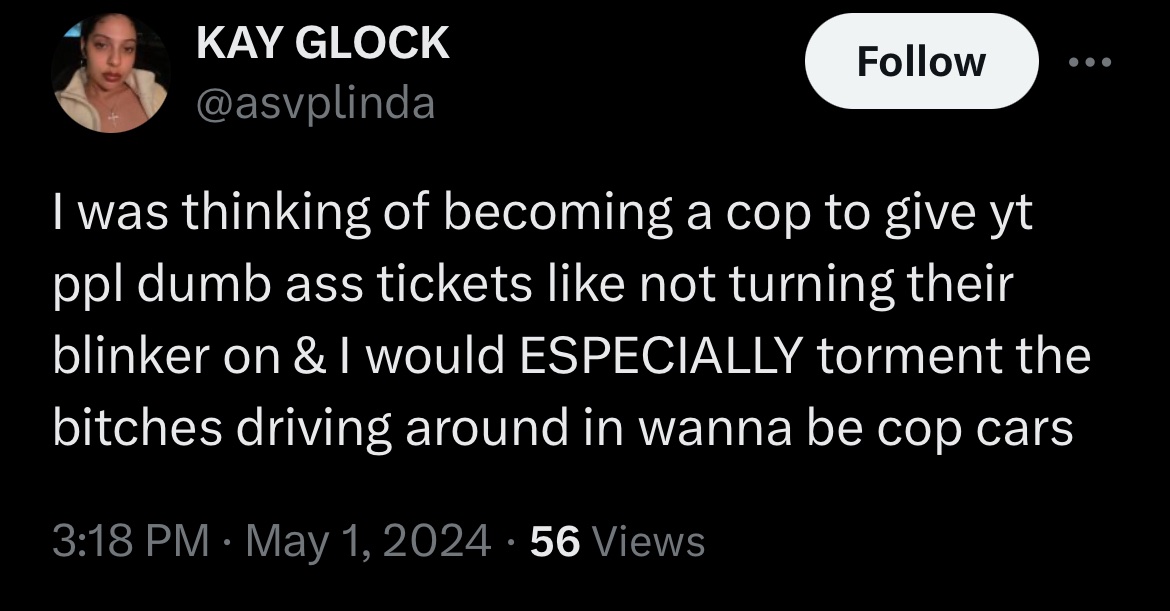 KAY GLOCK
@asvplinda
Follow
I was thinking of becoming a cop to give yt
ppl dumb ass tickets like not turning their
blinker on & I would ESPECIALLY torment the
bitches driving around in wanna be cop cars
3:18 PM · May 1, 2024 · 56 Views